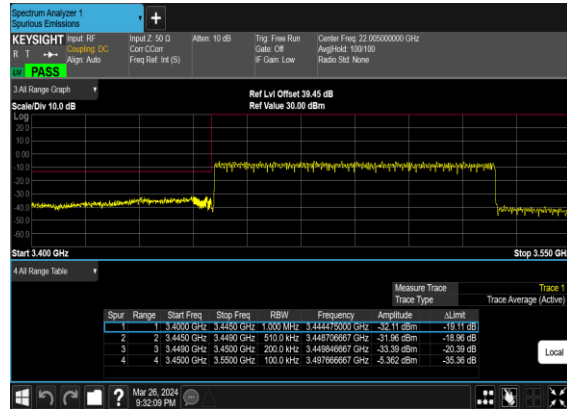 Spectrum Analyzer 1
Spurious Emissions
KEYSIGHT Input: RF Input Z: 50 Ω Atten: 10 dB Trig: Free Run Center Freq: 22.005000000 GHz
R T Coupling: DC Corr CCorr Gate: Off Avg|Hold: 100/100
Align: Auto Freq Ref: Int (S) IF Gain: Low Radio Std: None
PASS
3 All Range Graph Ref Lvl Offset 39.45 dB
Scale/Div 10.0 dB Ref Value 30.00 dBm
Log
20.0
10.0
0.00
-10.0
-20.0
-30.0
-40.0
-50.0
-60.0
Start 3.400 GHz Stop 3.550 GHz
4 All Range Table
Measure Trace Trace 1
Trace Type Trace Average (Active)
Spur Range Start Freq Stop Freq RBW Frequency Amplitude ΔLimit
1 1 3.4000 GHz 3.4450 GHz 1.000 MHz 3.444475000 GHz -32.11 dBm -19.11 dB
2 2 3.4450 GHz 3.4490 GHz 510.0 kHz 3.448706667 GHz -31.96 dBm -18.96 dB
3 3 3.4490 GHz 3.4500 GHz 200.0 kHz 3.449846667 GHz -33.39 dBm -20.39 dB
4 4 3.4500 GHz 3.5500 GHz 100.0 kHz 3.497666667 GHz -5.362 dBm -35.36 dB
Local
? Mar 26, 2024
9:32:09 PM